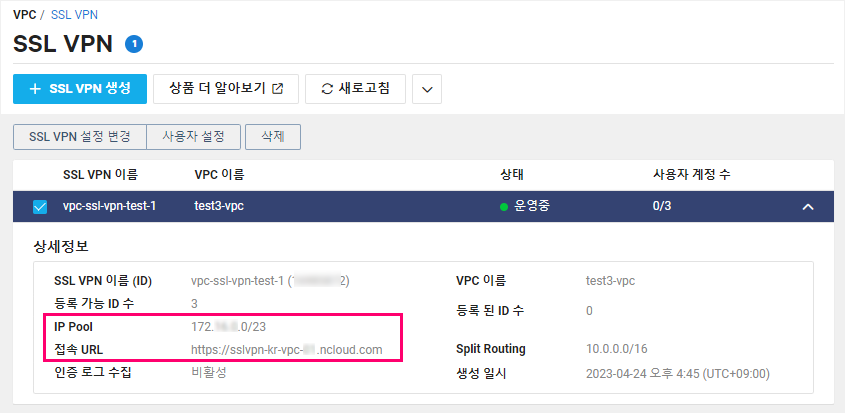 VPC / SSL VPN
SSL VPN 1
+ SSL VPN 생성 상품 더 알아보기 새로고침
SSL VPN 설정 변경 사용자 설정 삭제
SSL VPN 이름 VPC 이름 상태 사용자 계정 수
vpc-ssl-vpn-test-1 test3-vpc 운영중 0/3
상세정보
SSL VPN 이름 (ID) vpc-ssl-vpn-test-1 ( 2) VPC 이름 test3-vpc
등록 가능 ID 수 3 등록 된 ID 수 0
IP Pool 172. .0/23
접속 URL https://sslvpn-kr-vpc- .ncloud.com Split Routing 10.0.0.0/16
인증 로그 수집 비활성 생성 일시 2023-04-24 오후 4:45 (UTC+09:00)